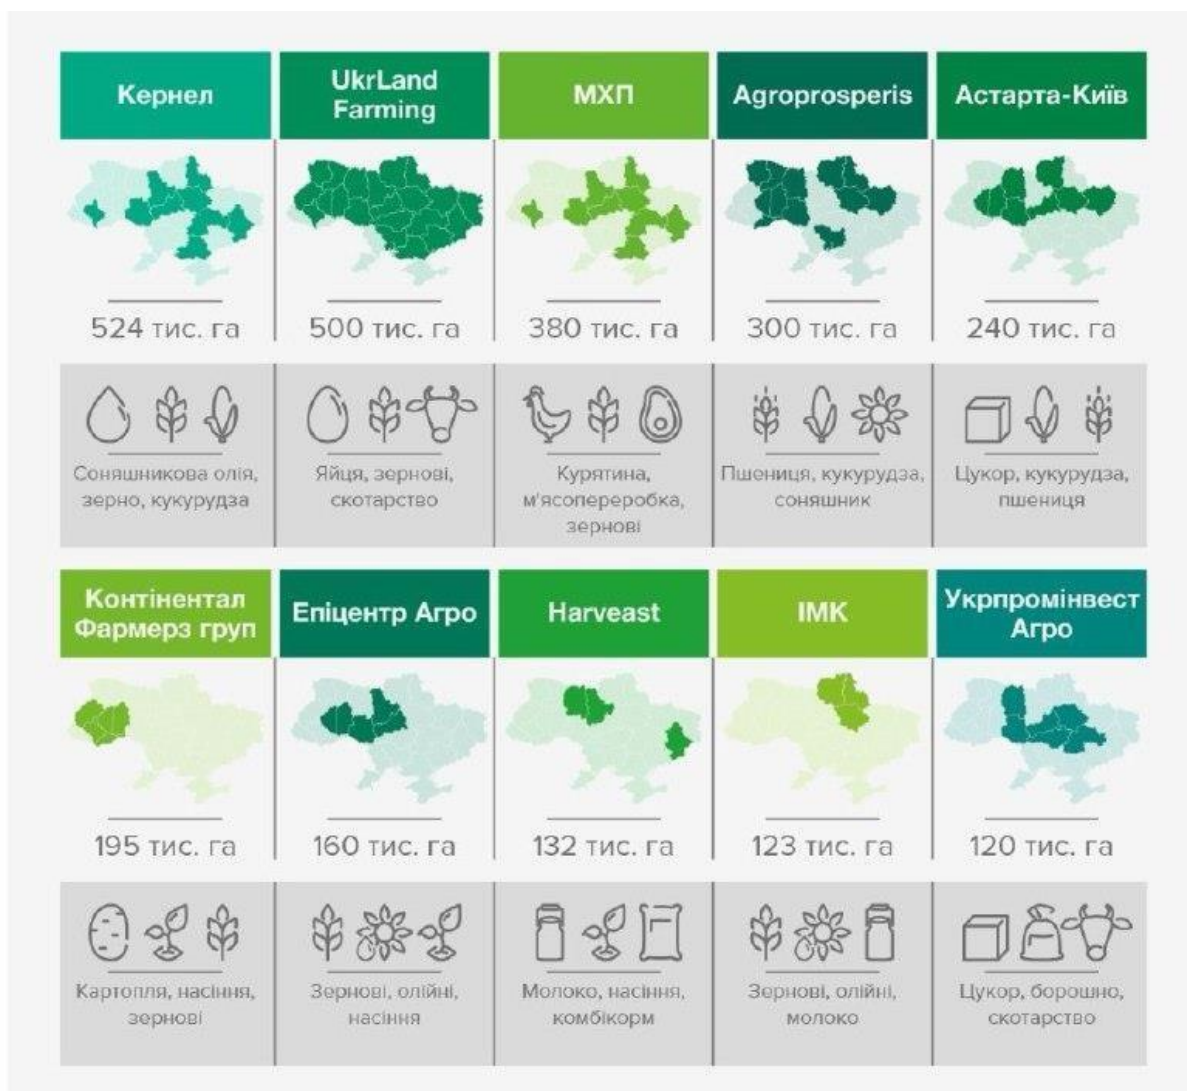 Кернел
UkrLand
Farming
МХП
Agroprosperis
Астарта-Київ
524 тис. га
500 тис. га
380 тис. га
300 тис. га
240 тис. га
Соняшникова олія,
зерно, кукурудза
Яйця, зернові,
скотарство
Курятина,
м'ясопереробка,
зернові
Пшениця, кукурудза,
соняшник
Цукор, кукурудза,
пшениця
Контінентал
Фармерз груп
Епіцентр Агро
Harveast
ІМК
Укрпромінвест
Агро
195 тис. га
160 тис. га
132 тис. га
123 тис. га
120 тис. га
Картопля, насіння,
зернові
Зернові, олійні,
насіння
Молоко, насіння,
комбікорм
Зернові, олійні,
молоко
Цукор, борошно,
скотарство